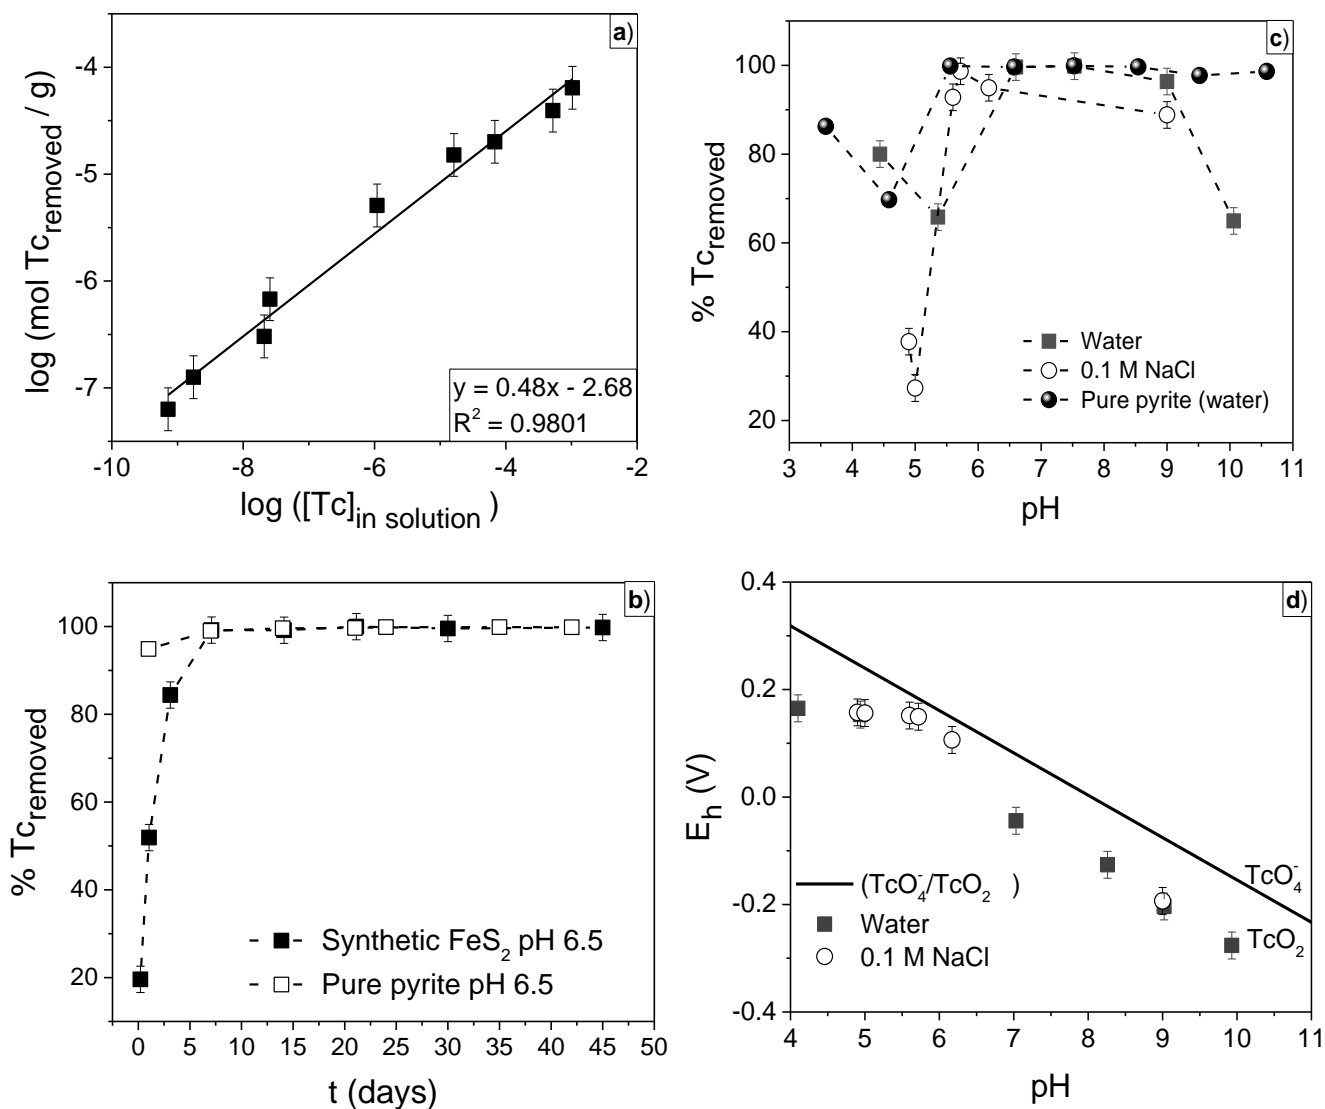 a)
log (mol Tc_removed / g)
-4
-5
-6
-7
y = 0.48x - 2.68
R² = 0.9801
-10 -8 -6 -4 -2
log ([Tc]_in solution )
c)
% Tc_removed
100
80
60
40
20
Water
0.1 M NaCl
Pure pyrite (water)
3 4 5 6 7 8 9 10 11
pH
b)
% Tc_removed
100
80
60
40
20
Synthetic FeS₂ pH 6.5
Pure pyrite pH 6.5
0 5 10 15 20 25 30 35 40 45 50
t (days)
d)
E_h (V)
0.4
0.2
0.0
-0.2
-0.4
(TcO₄⁻/TcO₂ )
Water
0.1 M NaCl
TcO₄⁻
TcO₂
4 5 6 7 8 9 10 11
pH